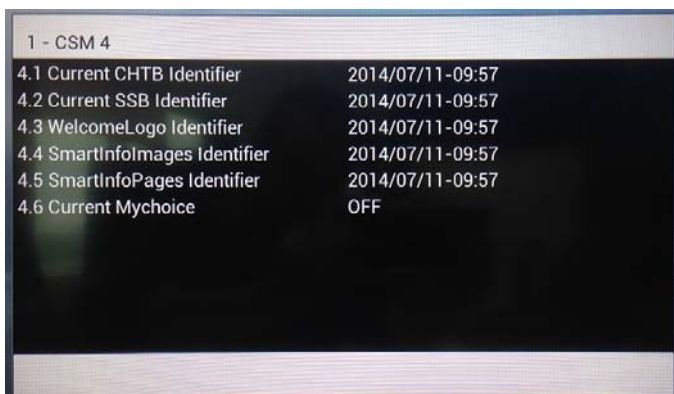 1 - CSM 4
4.1 Current CHTB Identifier 2014/07/11-09:57
4.2 Current SSB Identifier 2014/07/11-09:57
4.3 WelcomeLogo Identifier 2014/07/11-09:57
4.4 SmartInfoImages Identifier 2014/07/11-09:57
4.5 SmartInfoPages Identifier 2014/07/11-09:57
4.6 Current Mychoice OFF